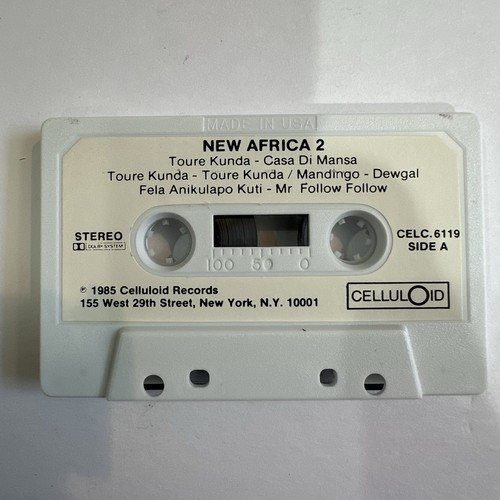 MADE IN USA
NEW AFRICA 2
Toure Kunda - Casa Di Mansa
Toure Kunda - Toure Kunda / Mandingo - Dewgal
Fela Anikulapo Kuti - Mr Follow Follow
STEREO
DOLBY SYSTEM
CELC.6119
SIDE A
100 50 0
℗ 1985 Celluloid Records
155 West 29th Street, New York, N.Y. 10001
CELLULOID